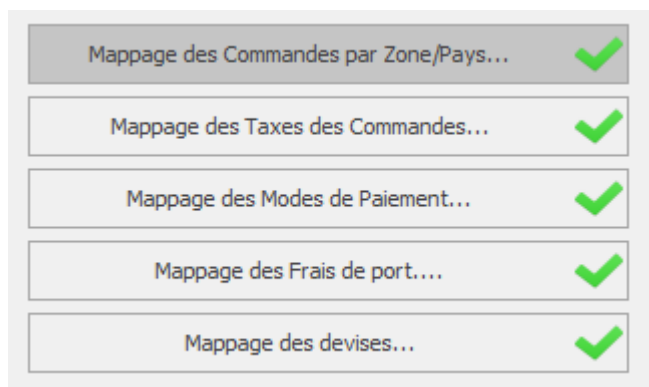 Mappage des Commandes par Zone/Pays...
Mappage des Taxes des Commandes...
Mappage des Modes de Paiement...
Mappage des Frais de port....
Mappage des devises...